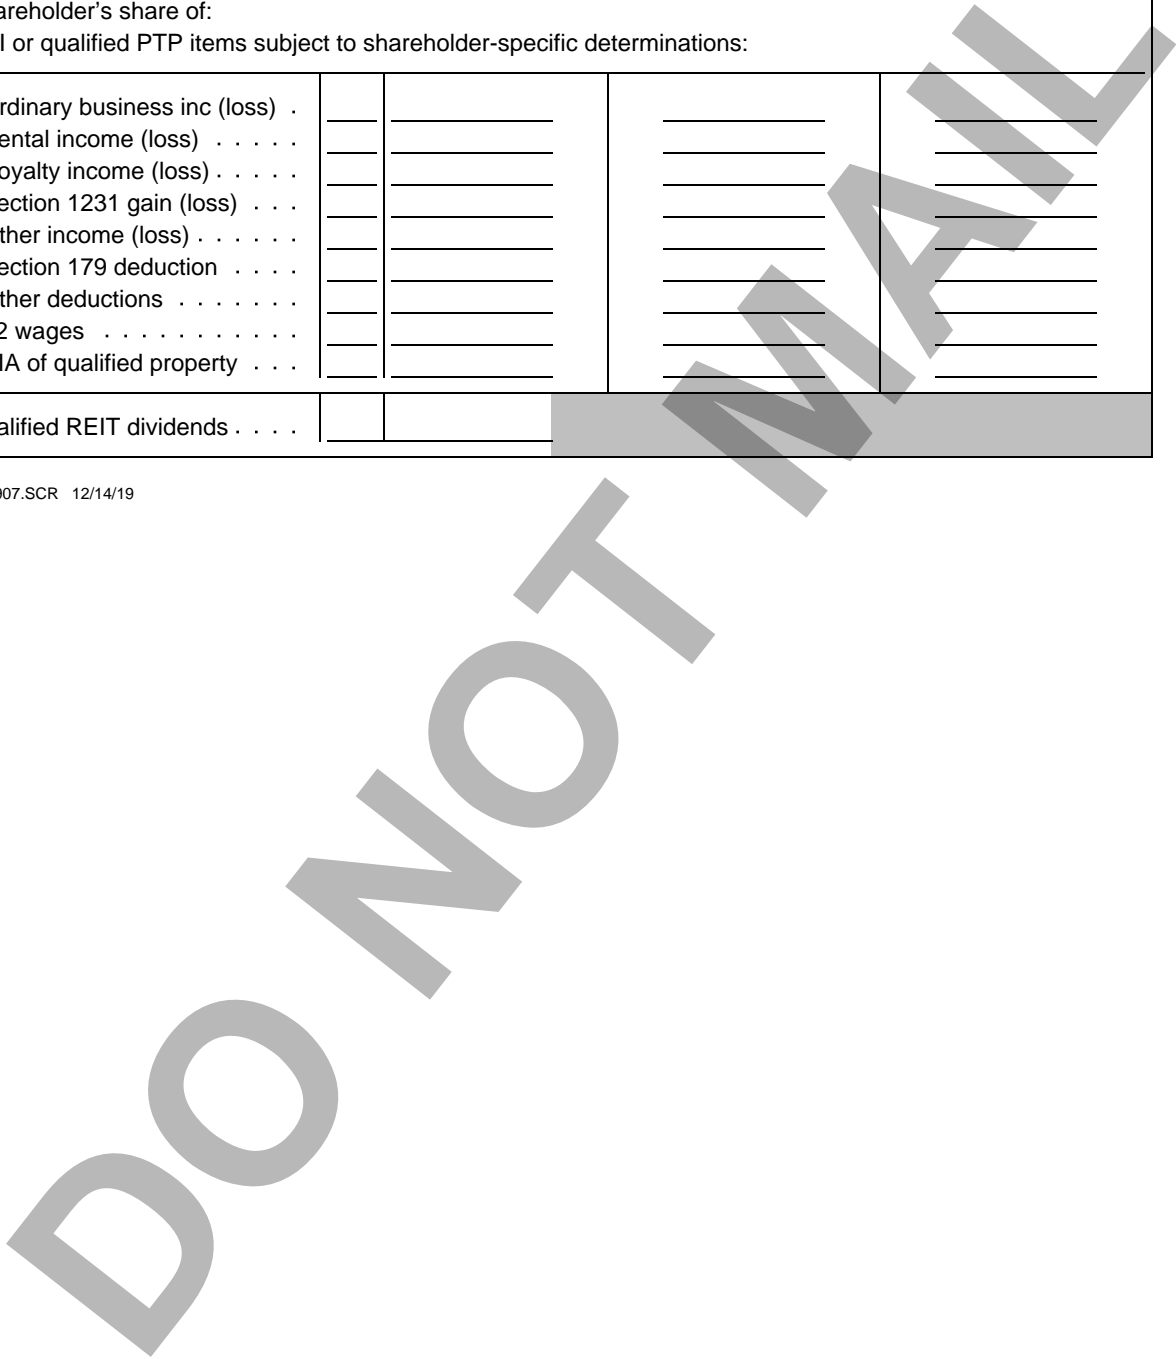 areholder's share of:
I or qualified PTP items subject to shareholder-specific determinations:
rdinary business inc (loss) .
ental income (loss) . . . . .
oyalty income (loss) . . . . .
ection 1231 gain (loss) . . .
ther income (loss) . . . . . .
ection 179 deduction . . . .
ther deductions . . . . . . .
2 wages . . . . . . . . . . .
IA of qualified property . . .
alified REIT dividends . . . .
907.SCR 12/14/19
DO NOT MAIL